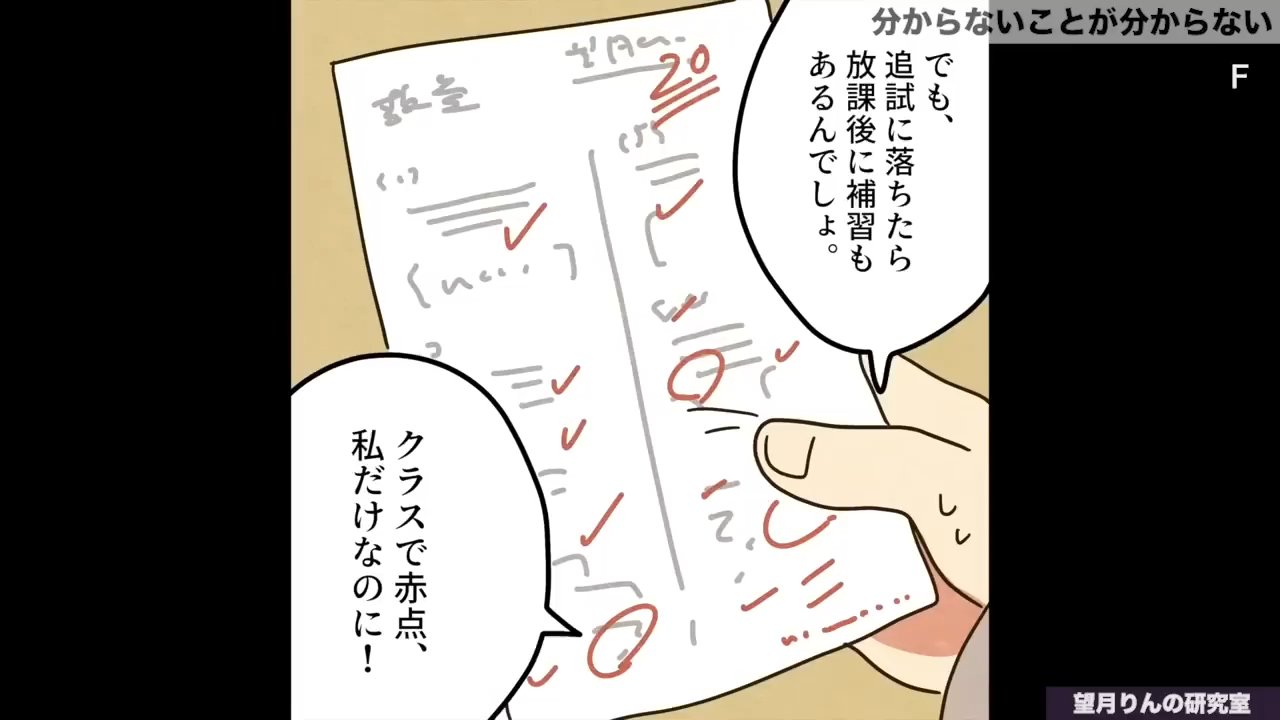 分からないことが分からない
F
でも、
追試に落ちたら
放課後に補習も
あるんでしょ。
20
クラスで赤点、
私だけなのに！
望月りんの研究室